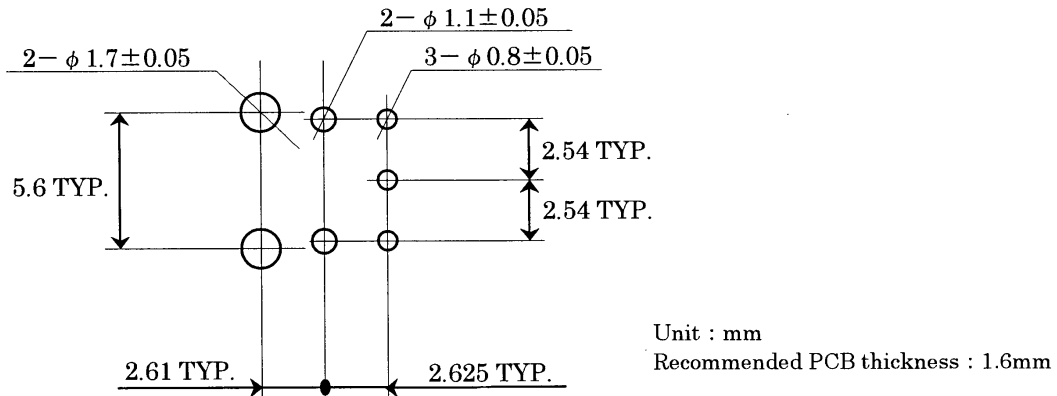 2－φ1.1±0.05
2－φ1.7±0.05
3－φ0.8±0.05
2.54 TYP.
5.6 TYP.
2.54 TYP.
Unit : mm
Recommended PCB thickness : 1.6mm
2.61 TYP.
2.625 TYP.